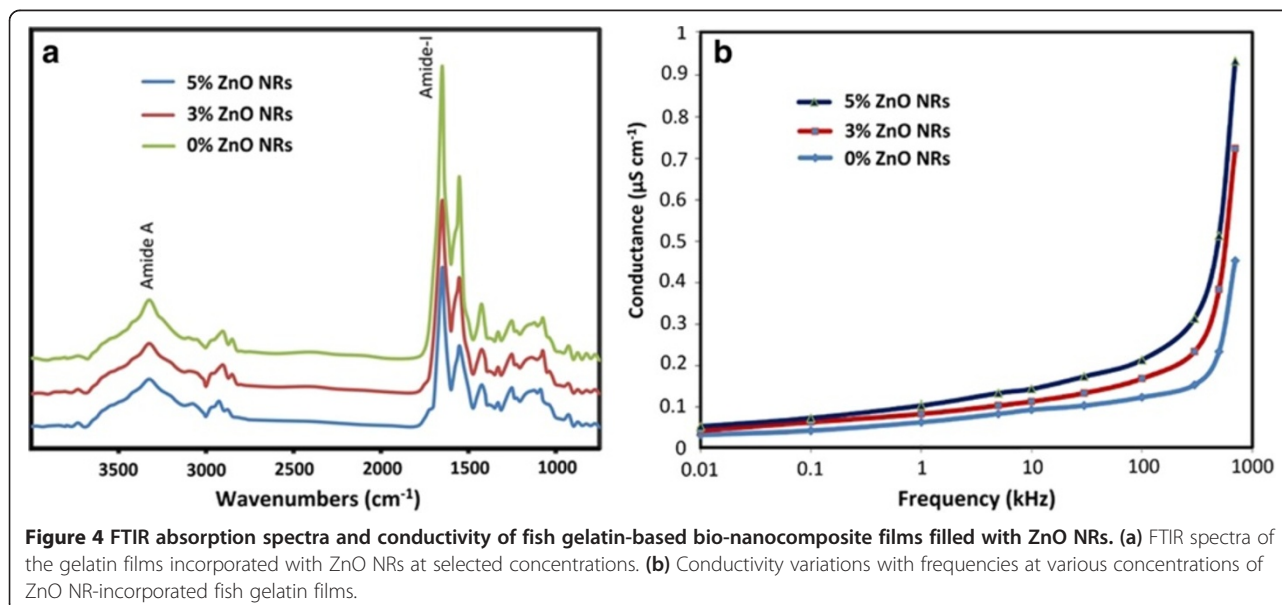 a
Amide-I
5% ZnO NRs
3% ZnO NRs
0% ZnO NRs
Amide A
3500 3000 2500 2000 1500 1000
Wavenumbers (cm⁻¹)
b
1
0.9
0.8
0.7
0.6
0.5
0.4
0.3
0.2
0.1
0
Conductance (µS cm⁻¹)
5% ZnO NRs
3% ZnO NRs
0% ZnO NRs
0.01 0.1 1 10 100 1000
Frequency (kHz)
Figure 4 FTIR absorption spectra and conductivity of fish gelatin-based bio-nanocomposite films filled with ZnO NRs. (a) FTIR spectra of
the gelatin films incorporated with ZnO NRs at selected concentrations. (b) Conductivity variations with frequencies at various concentrations of
ZnO NR-incorporated fish gelatin films.